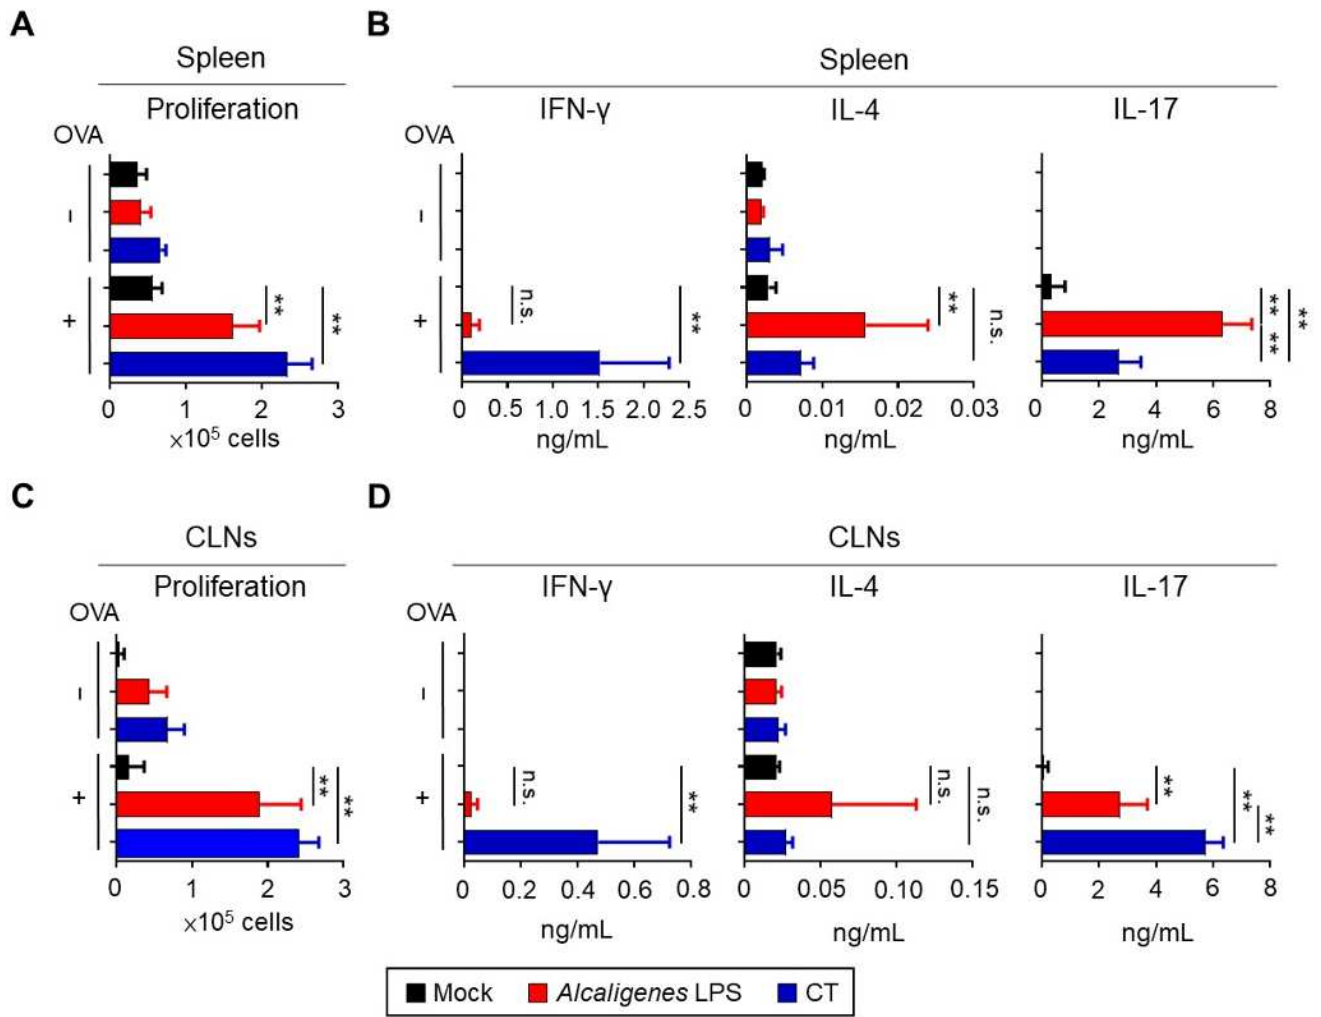 A
B
Spleen
Spleen
Proliferation
IFN-γ
IL-4
IL-17
OVA
−
−
+
+
**
**
n.s.
**
**
n.s.
**
**
**
0 1 2 3
0 0.5 1.0 1.5 2.0 2.5
0 0.01 0.02 0.03
0 2 4 6 8
×10⁵ cells
ng/mL
ng/mL
ng/mL
C
D
CLNs
CLNs
Proliferation
IFN-γ
IL-4
IL-17
OVA
OVA
−
−
+
+
**
**
n.s.
**
n.s.
n.s.
**
**
**
0 1 2 3
0 0.2 0.4 0.6 0.8
0 0.05 0.10 0.15
0 2 4 6 8
×10⁵ cells
ng/mL
ng/mL
ng/mL
Mock Alcaligenes LPS CT